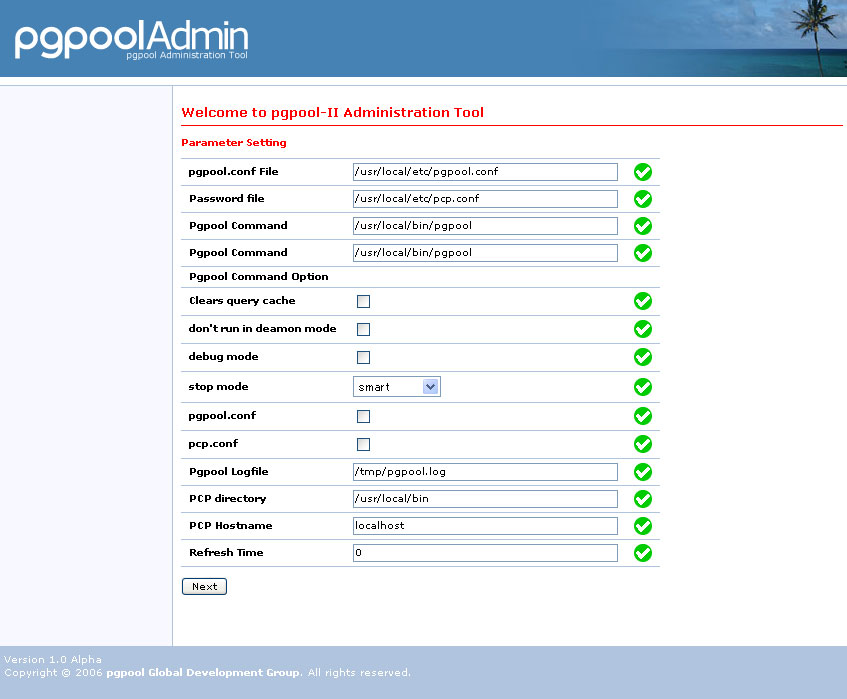 pgpoolAdmin
pgpool Administration Tool
Welcome to pgpool-II Administration Tool
Parameter Setting
pgpool.conf File /usr/local/etc/pgpool.conf
Password file /usr/local/etc/pcp.conf
Pgpool Command /usr/local/bin/pgpool
Pgpool Command /usr/local/bin/pgpool
Pgpool Command Option
Clears query cache
don't run in deamon mode
debug mode
stop mode smart
pgpool.conf
pcp.conf
Pgpool Logfile /tmp/pgpool.log
PCP directory /usr/local/bin
PCP Hostname localhost
Refresh Time 0
Next
Version 1.0 Alpha
Copyright © 2006 pgpool Global Development Group. All rights reserved.